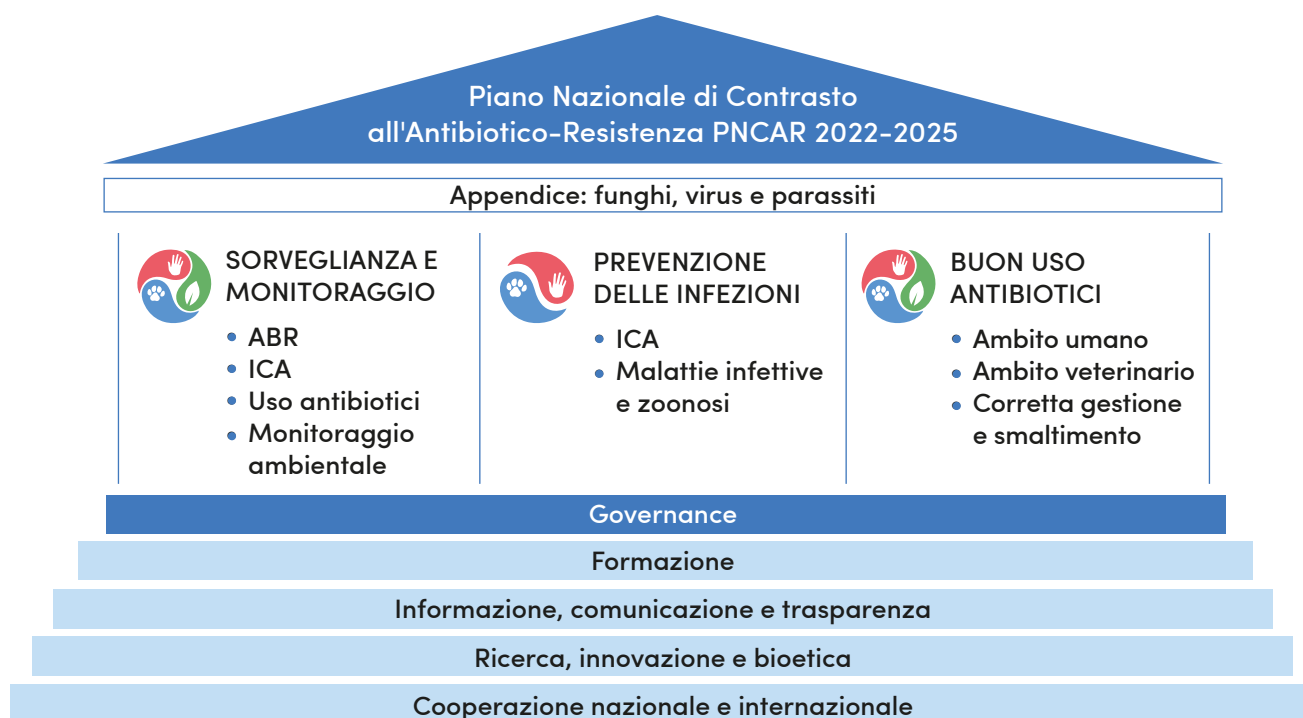 Piano Nazionale di Contrasto
all'Antibiotico-Resistenza PNCAR 2022-2025
Appendice: funghi, virus e parassiti
SORVEGLIANZA E
MONITORAGGIO
• ABR
• ICA
• Uso antibiotici
• Monitoraggio
ambientale
PREVENZIONE
DELLE INFEZIONI
• ICA
• Malattie infettive
e zoonosi
BUON USO
ANTIBIOTICI
• Ambito umano
• Ambito veterinario
• Corretta gestione
e smaltimento
Governance
Formazione
Informazione, comunicazione e trasparenza
Ricerca, innovazione e bioetica
Cooperazione nazionale e internazionale